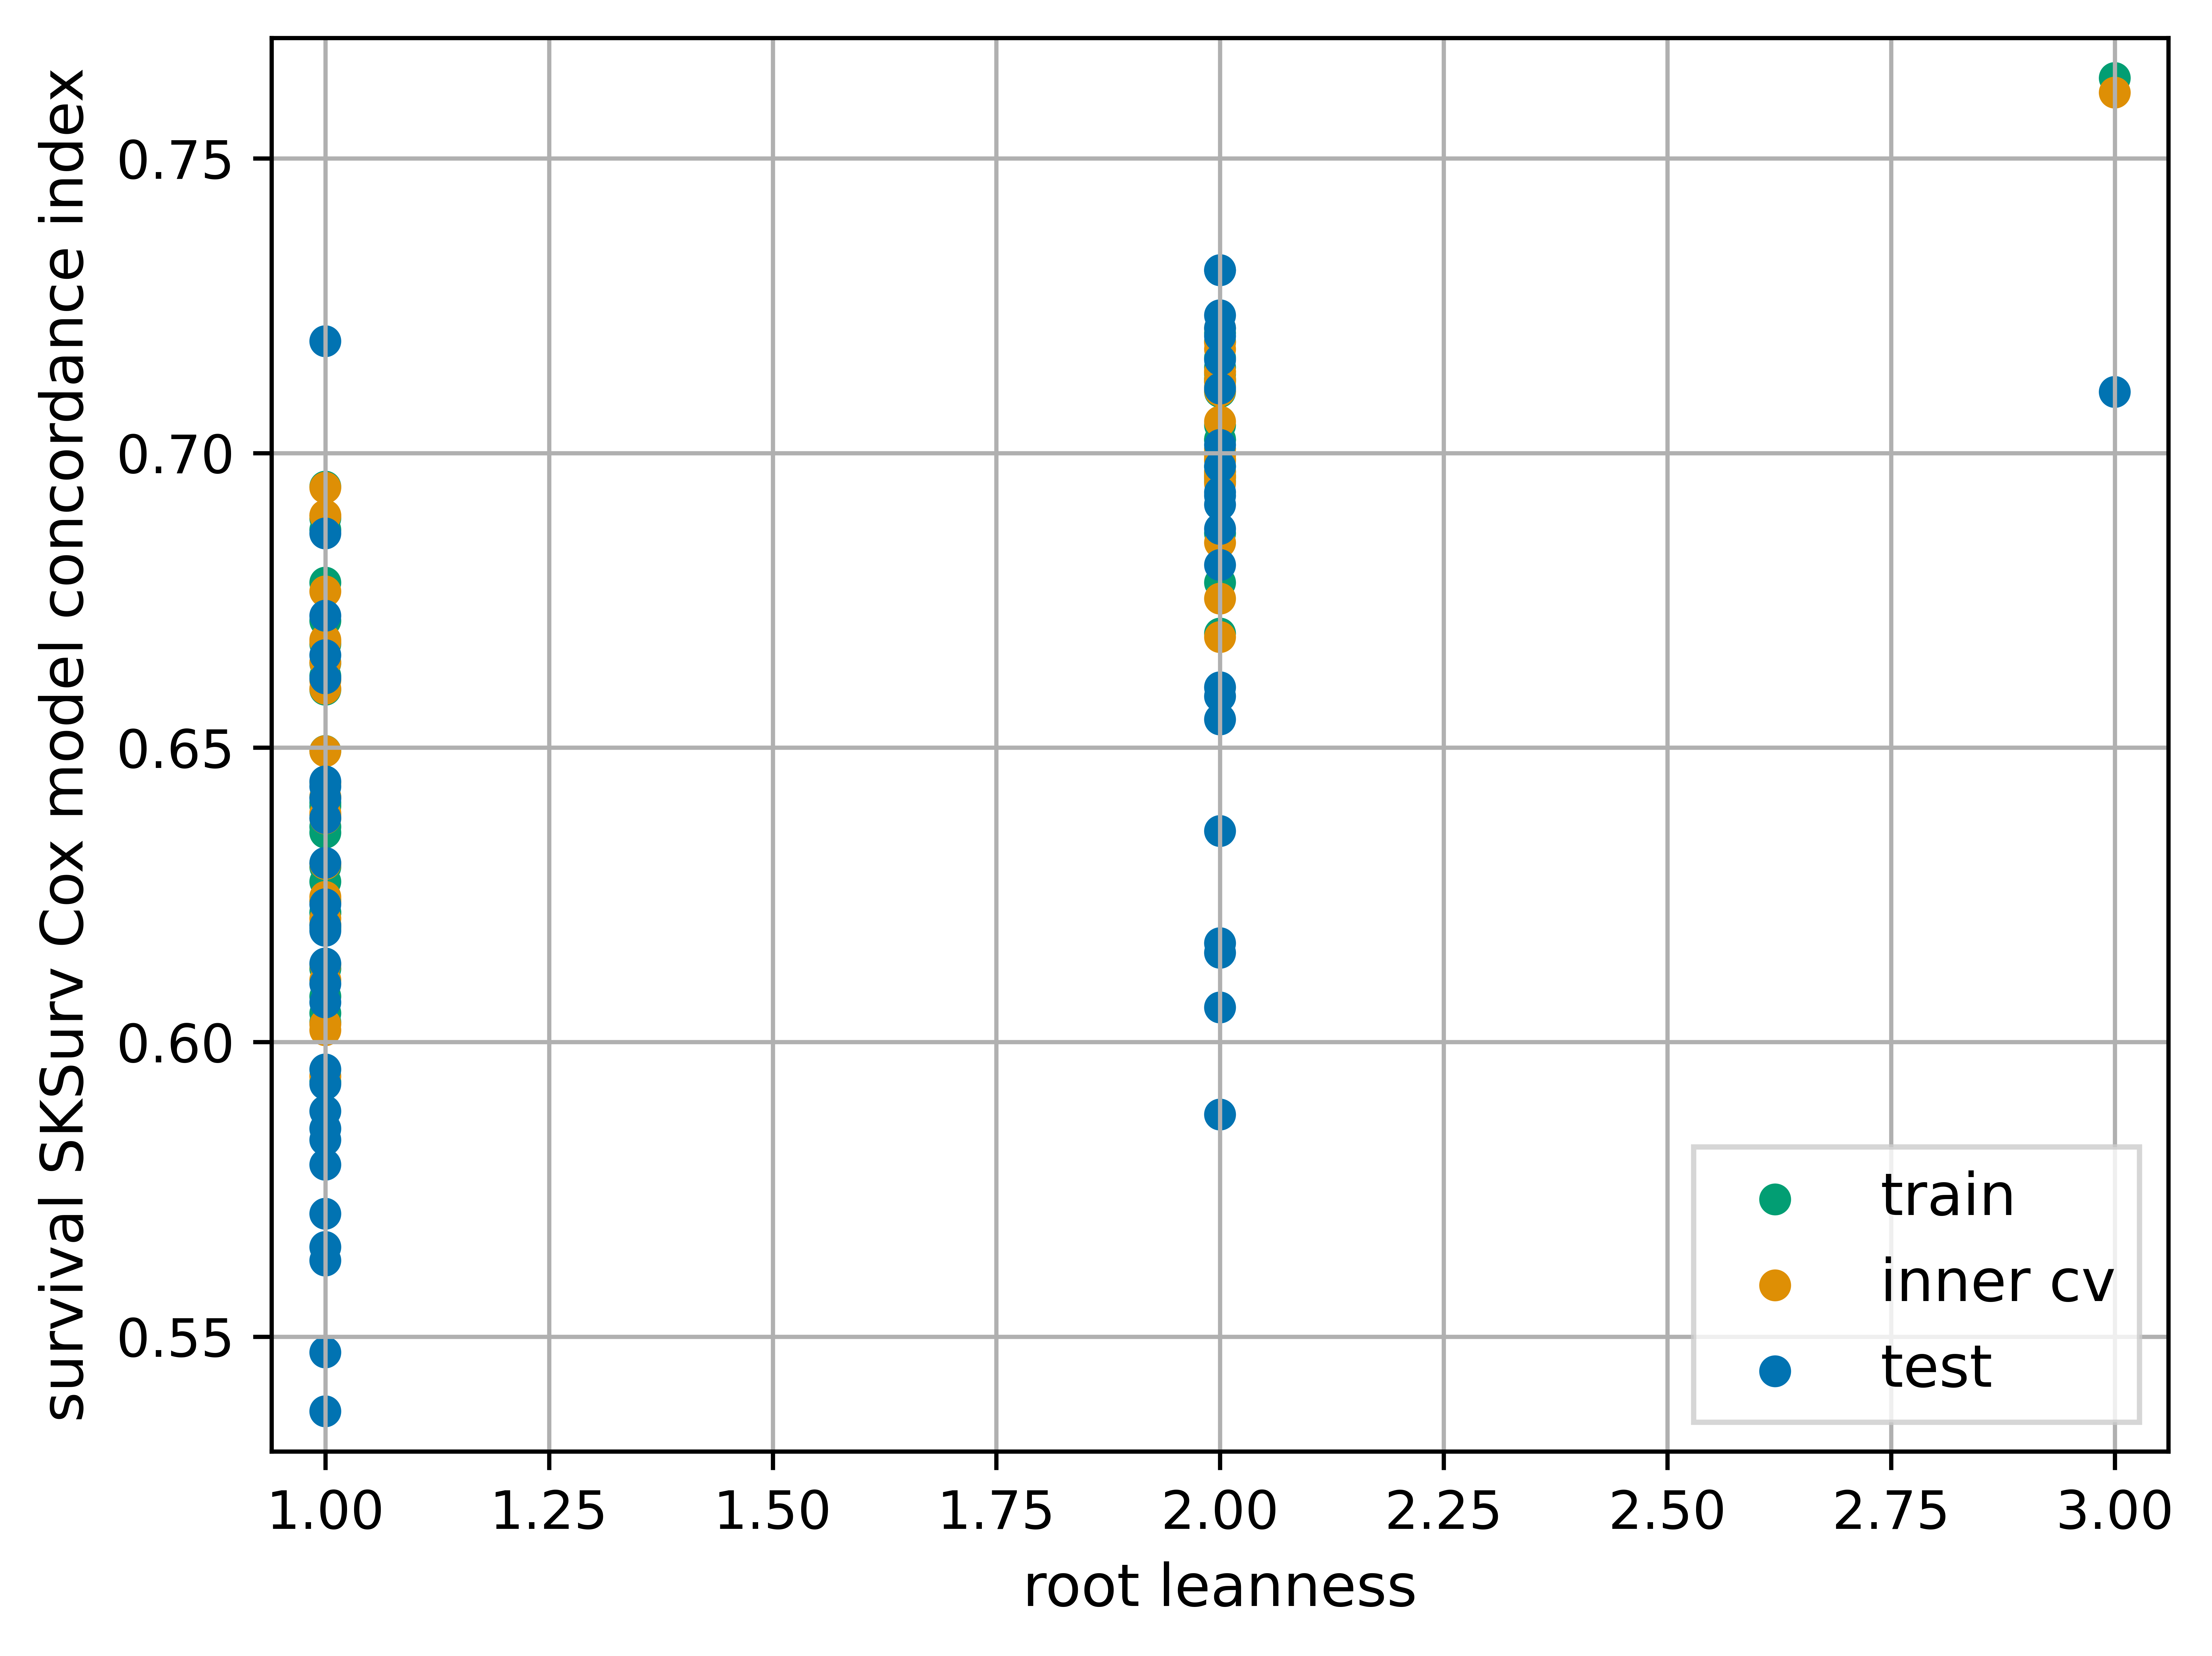 survival SKSurv Cox model concordance index
0.75
0.70
0.65
0.60
0.55
train
inner cv
test
1.00 1.25 1.50 1.75 2.00 2.25 2.50 2.75 3.00
root leanness